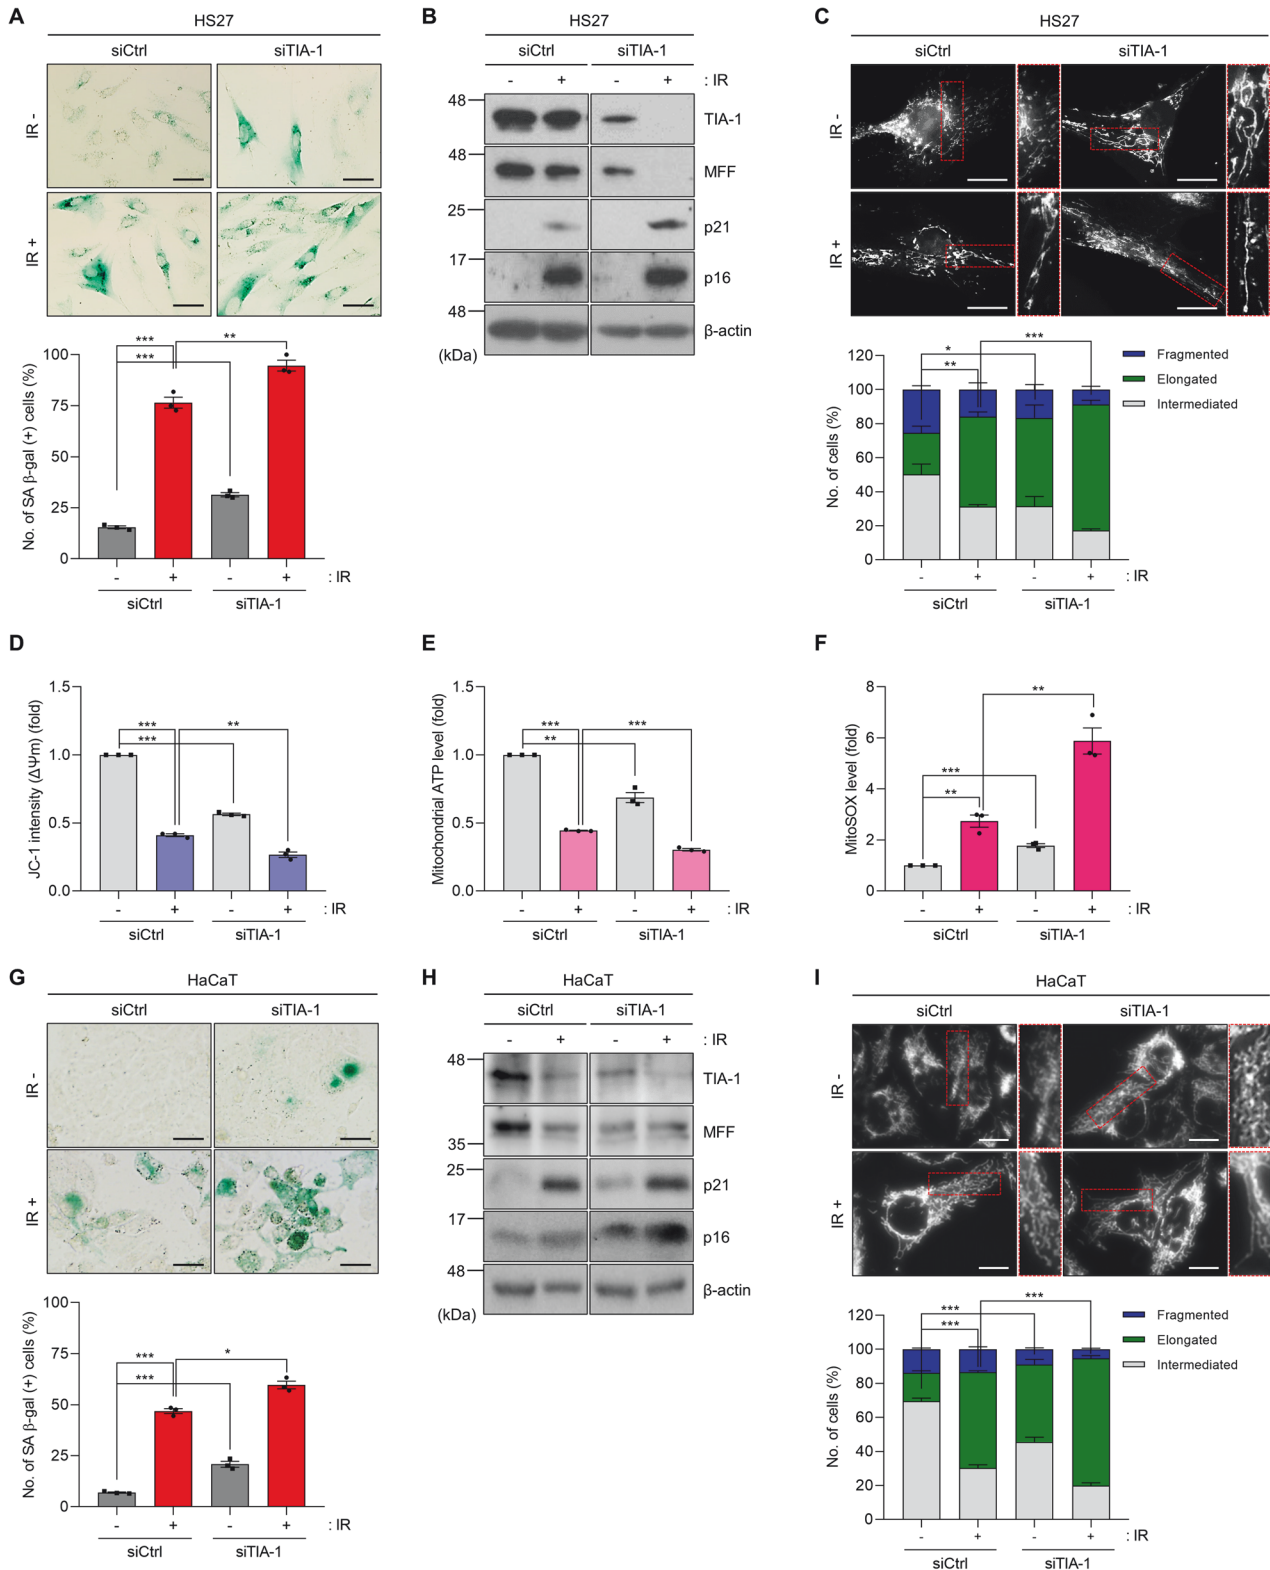 A
HS27
siCtrl siTIA-1
IR -
IR +
No. of SA β-gal (+) cells (%)
100
75
50
25
0
*** **
***
- + - + : IR
siCtrl siTIA-1
B
HS27
siCtrl siTIA-1
- + - + : IR
48 TIA-1
48 MFF
25 p21
17 p16
48 β-actin
(kDa)
C
HS27
siCtrl siTIA-1
IR -
IR +
No. of cells (%)
120
100
80
60
40
20
0
* ***
**
Fragmented
Elongated
Intermediated
- + - + : IR
siCtrl siTIA-1
D
JC-1 intensity (ΔΨm) (fold)
1.5
1.0
0.5
0.0
*** **
***
- + - + : IR
siCtrl siTIA-1
E
Mitochondrial ATP level (fold)
1.5
1.0
0.5
0.0
*** ***
**
- + - + : IR
siCtrl siTIA-1
F
MitoSOX level (fold)
8
6
4
2
0
**
***
**
- + - + : IR
siCtrl siTIA-1
G
HaCaT
siCtrl siTIA-1
IR -
IR +
No. of SA β-gal (+) cells (%)
100
75
50
25
0
*** *
***
- + - + : IR
siCtrl siTIA-1
H
HaCaT
siCtrl siTIA-1
- + - + : IR
48 TIA-1
MFF
35
25 p21
17 p16
48 β-actin
(kDa)
I
HaCaT
siCtrl siTIA-1
IR -
IR +
No. of cells (%)
120
100
80
60
40
20
0
*** ***
***
Fragmented
Elongated
Intermediated
- + - + : IR
siCtrl siTIA-1